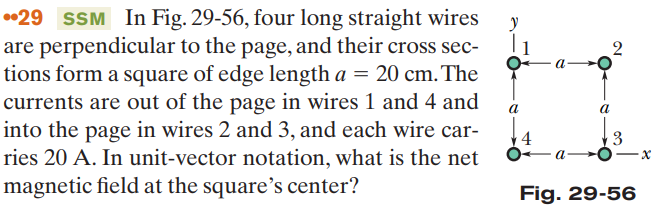 ••29 SSM In Fig. 29-56, four long straight wires
are perpendicular to the page, and their cross sec-
tions form a square of edge length a = 20 cm. The
currents are out of the page in wires 1 and 4 and
into the page in wires 2 and 3, and each wire car-
ries 20 A. In unit-vector notation, what is the net
magnetic field at the square's center?
y
1
2
a
a
a
4
3
a
x
Fig. 29-56